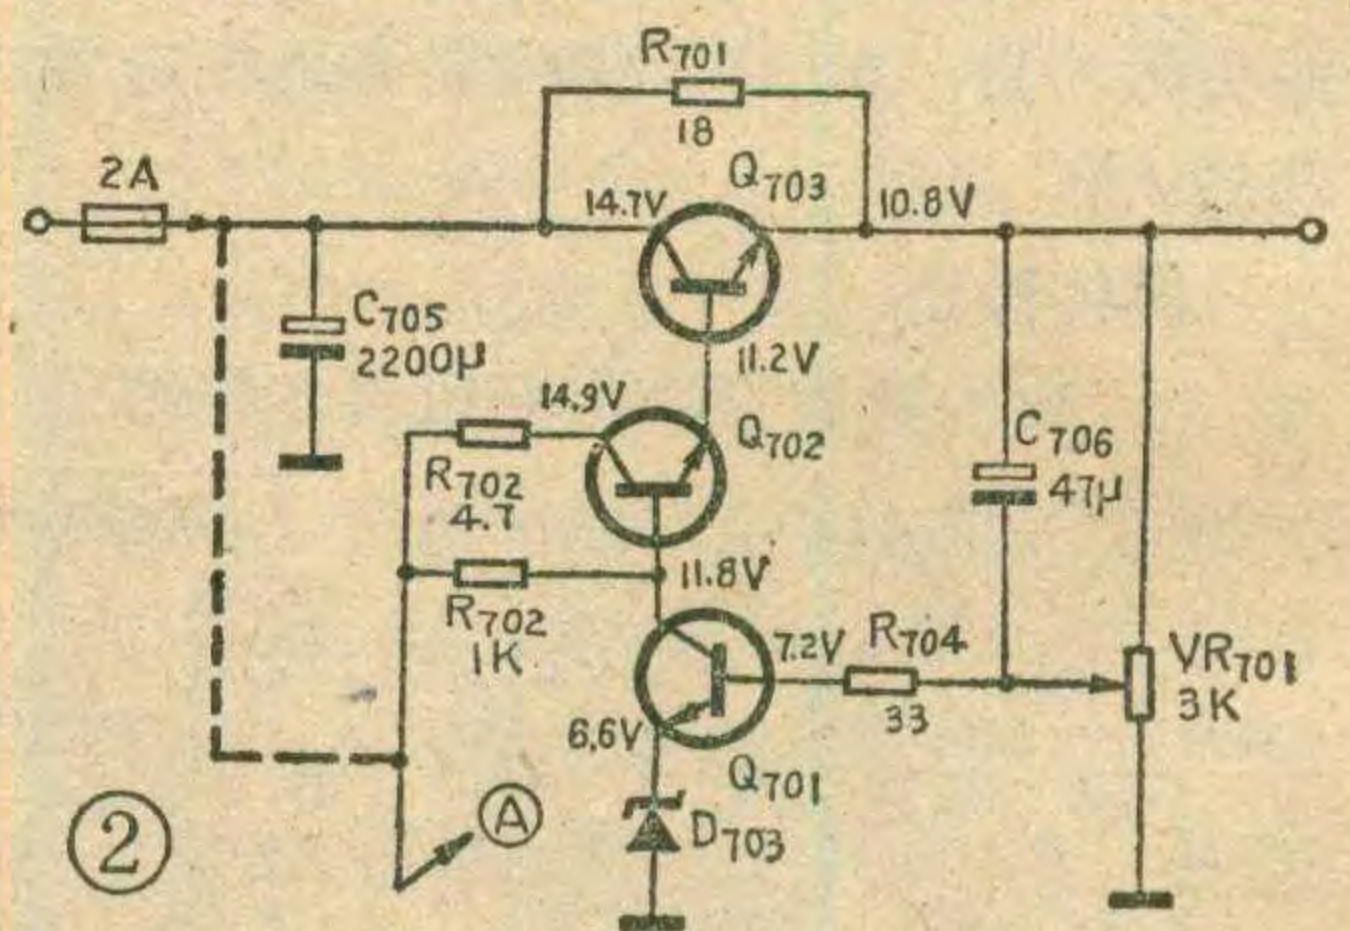 R701
18
2A
Q703
14.7V
10.8V
C705
2200μ
11.2V
14.9V
Q702
R702
4.7
C706
47μ
11.8V
R702
1K
7.2V
R704
33
VR701
3K
6.6V
Q701
A
D703
2